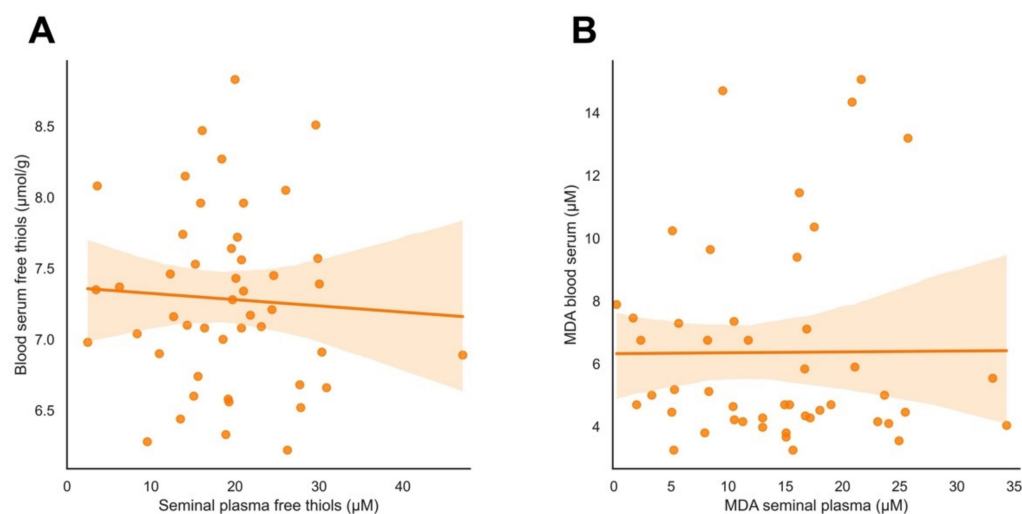 A
B
Blood serum free thiols (µmol/g)
8.5
8.0
7.5
7.0
6.5
0 10 20 30 40
Seminal plasma free thiols (µM)
MDA blood serum (µM)
14
12
10
8
6
4
0 5 10 15 20 25 30 35
MDA seminal plasma (µM)